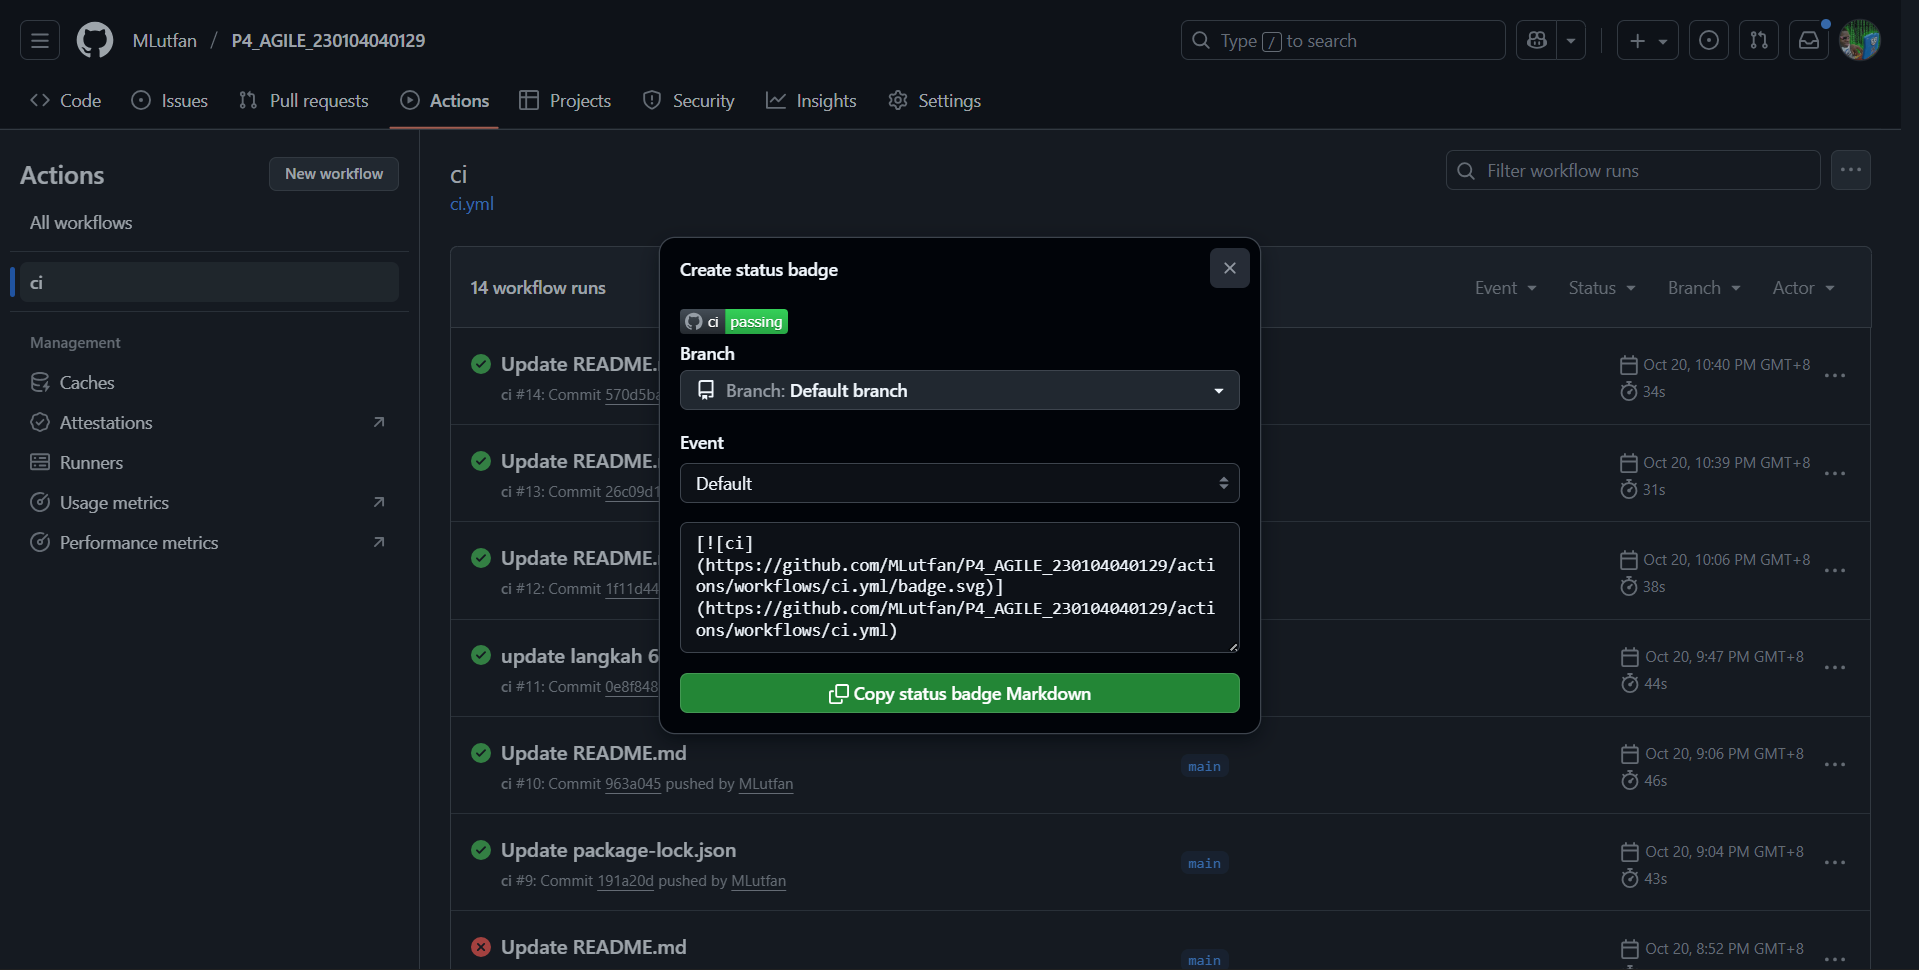 MLutfan / P4_AGILE_230104040129
Type / to search
Code
Issues
Pull requests
Actions
Projects
Security
Insights
Settings
Actions
New workflow
All workflows
ci
Management
Caches
Attestations
Runners
Usage metrics
Performance metrics
ci
ci.yml
Filter workflow runs
14 workflow runs
Event
Status
Branch
Actor
Create status badge
ci passing
Branch
Branch: Default branch
Event
Default
[![ci]
(https://github.com/MLutfan/P4_AGILE_230104040129/acti
ons/workflows/ci.yml/badge.svg)]
(https://github.com/MLutfan/P4_AGILE_230104040129/acti
ons/workflows/ci.yml)
Copy status badge Markdown
Update README.
ci #14: Commit 570d5ba
Oct 20, 10:40 PM GMT+8
34s
Update README.
ci #13: Commit 26c09d1
Oct 20, 10:39 PM GMT+8
31s
Update README.
ci #12: Commit 1f11d44
Oct 20, 10:06 PM GMT+8
38s
update langkah 6
ci #11: Commit 0e8f848
Oct 20, 9:47 PM GMT+8
44s
Update README.md
ci #10: Commit 963a045 pushed by MLutfan
main
Oct 20, 9:06 PM GMT+8
46s
Update package-lock.json
ci #9: Commit 191a20d pushed by MLutfan
main
Oct 20, 9:04 PM GMT+8
43s
Update README.md
main
Oct 20, 8:52 PM GMT+8